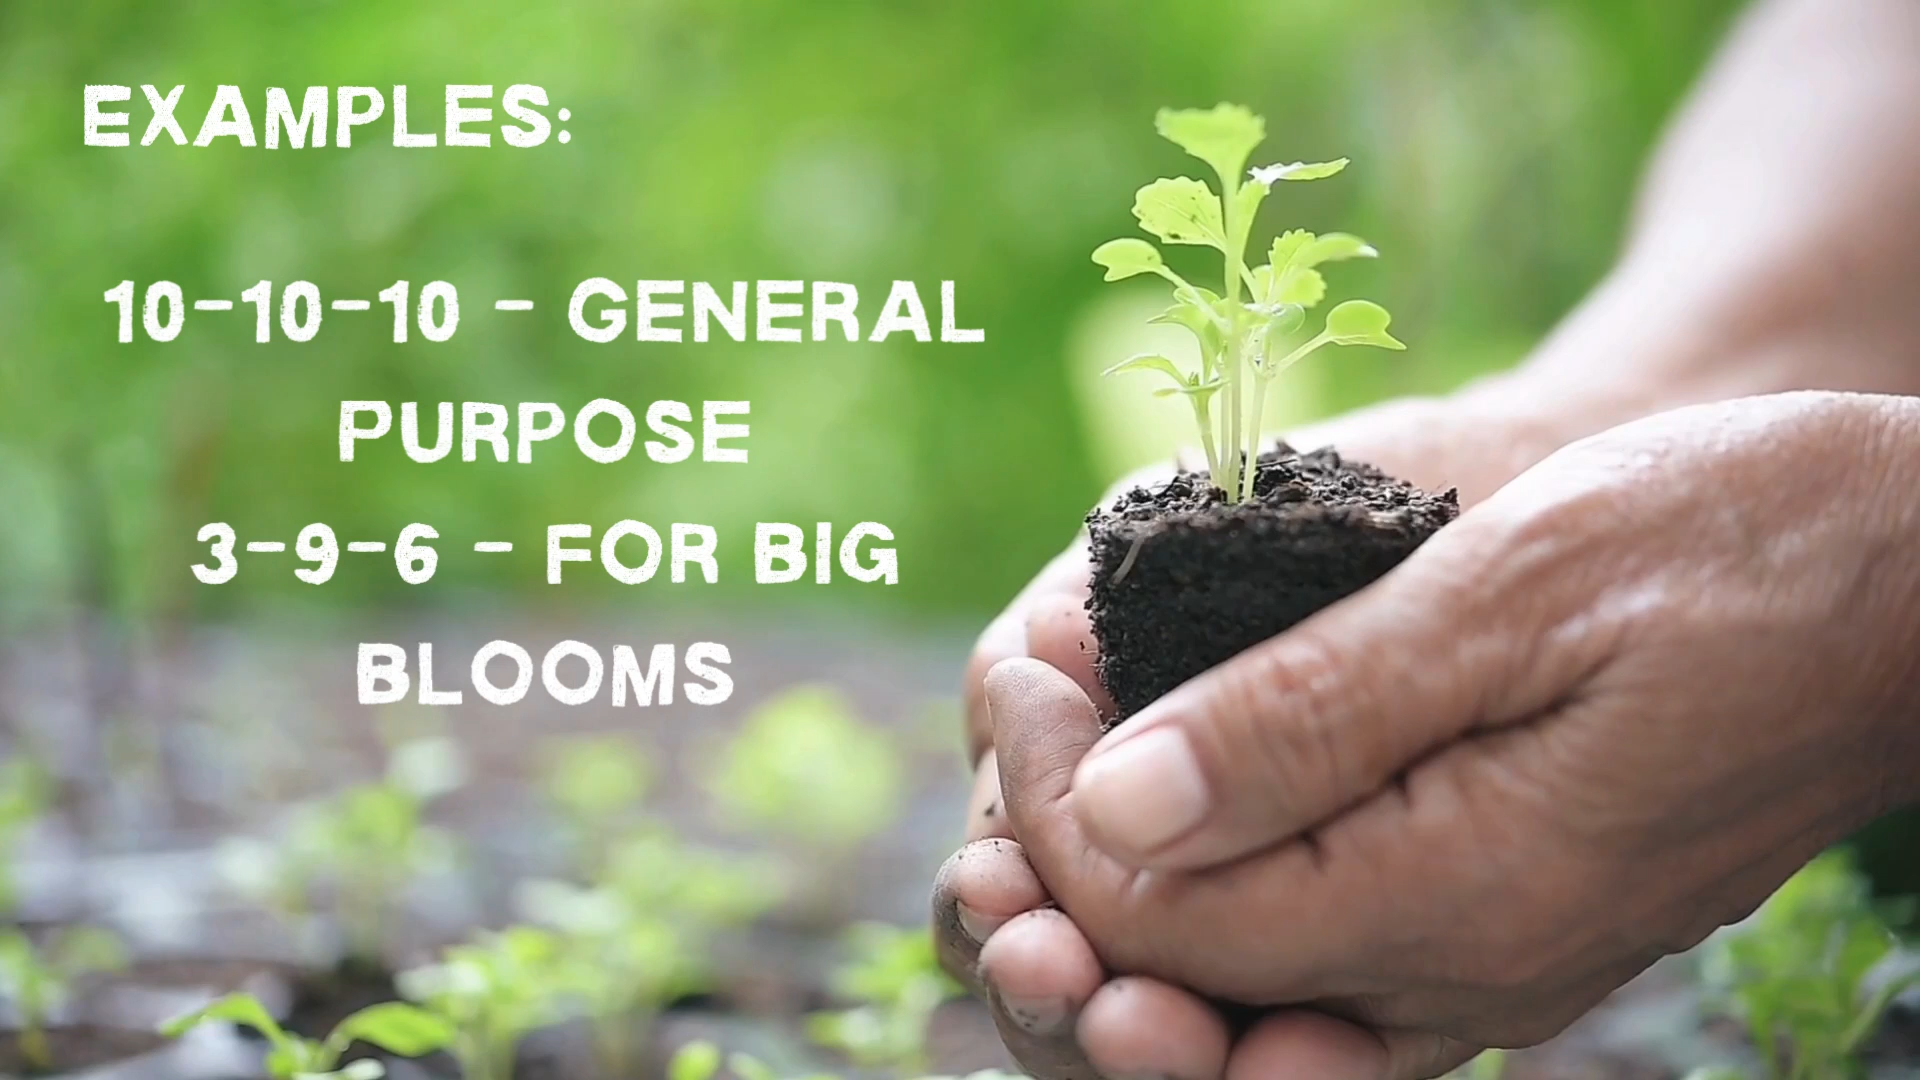 EXAMPLES:
10-10-10 - GENERAL
PURPOSE
3-9-6 - FOR BIG
BLOOMS